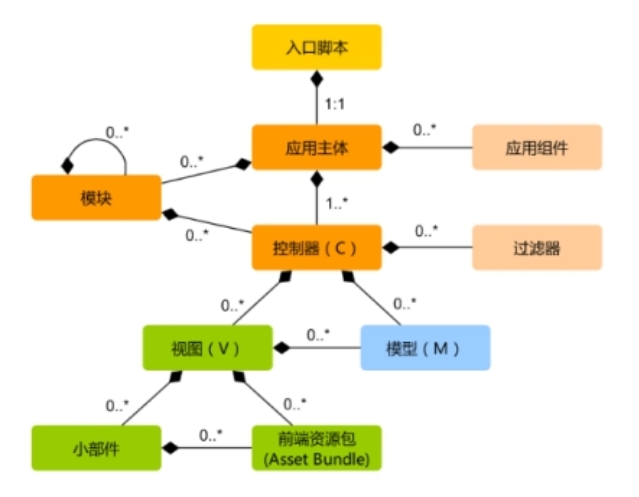 入口脚本
1:1
应用主体
0..*
应用组件
0..*
0..*
模块
0..*
1..*
控制器（C）
0..*
过滤器
0..*
0..*
视图（V）
0..*
模型（M）
0..*
0..*
小部件
0..*
前端资源包
(Asset Bundle)